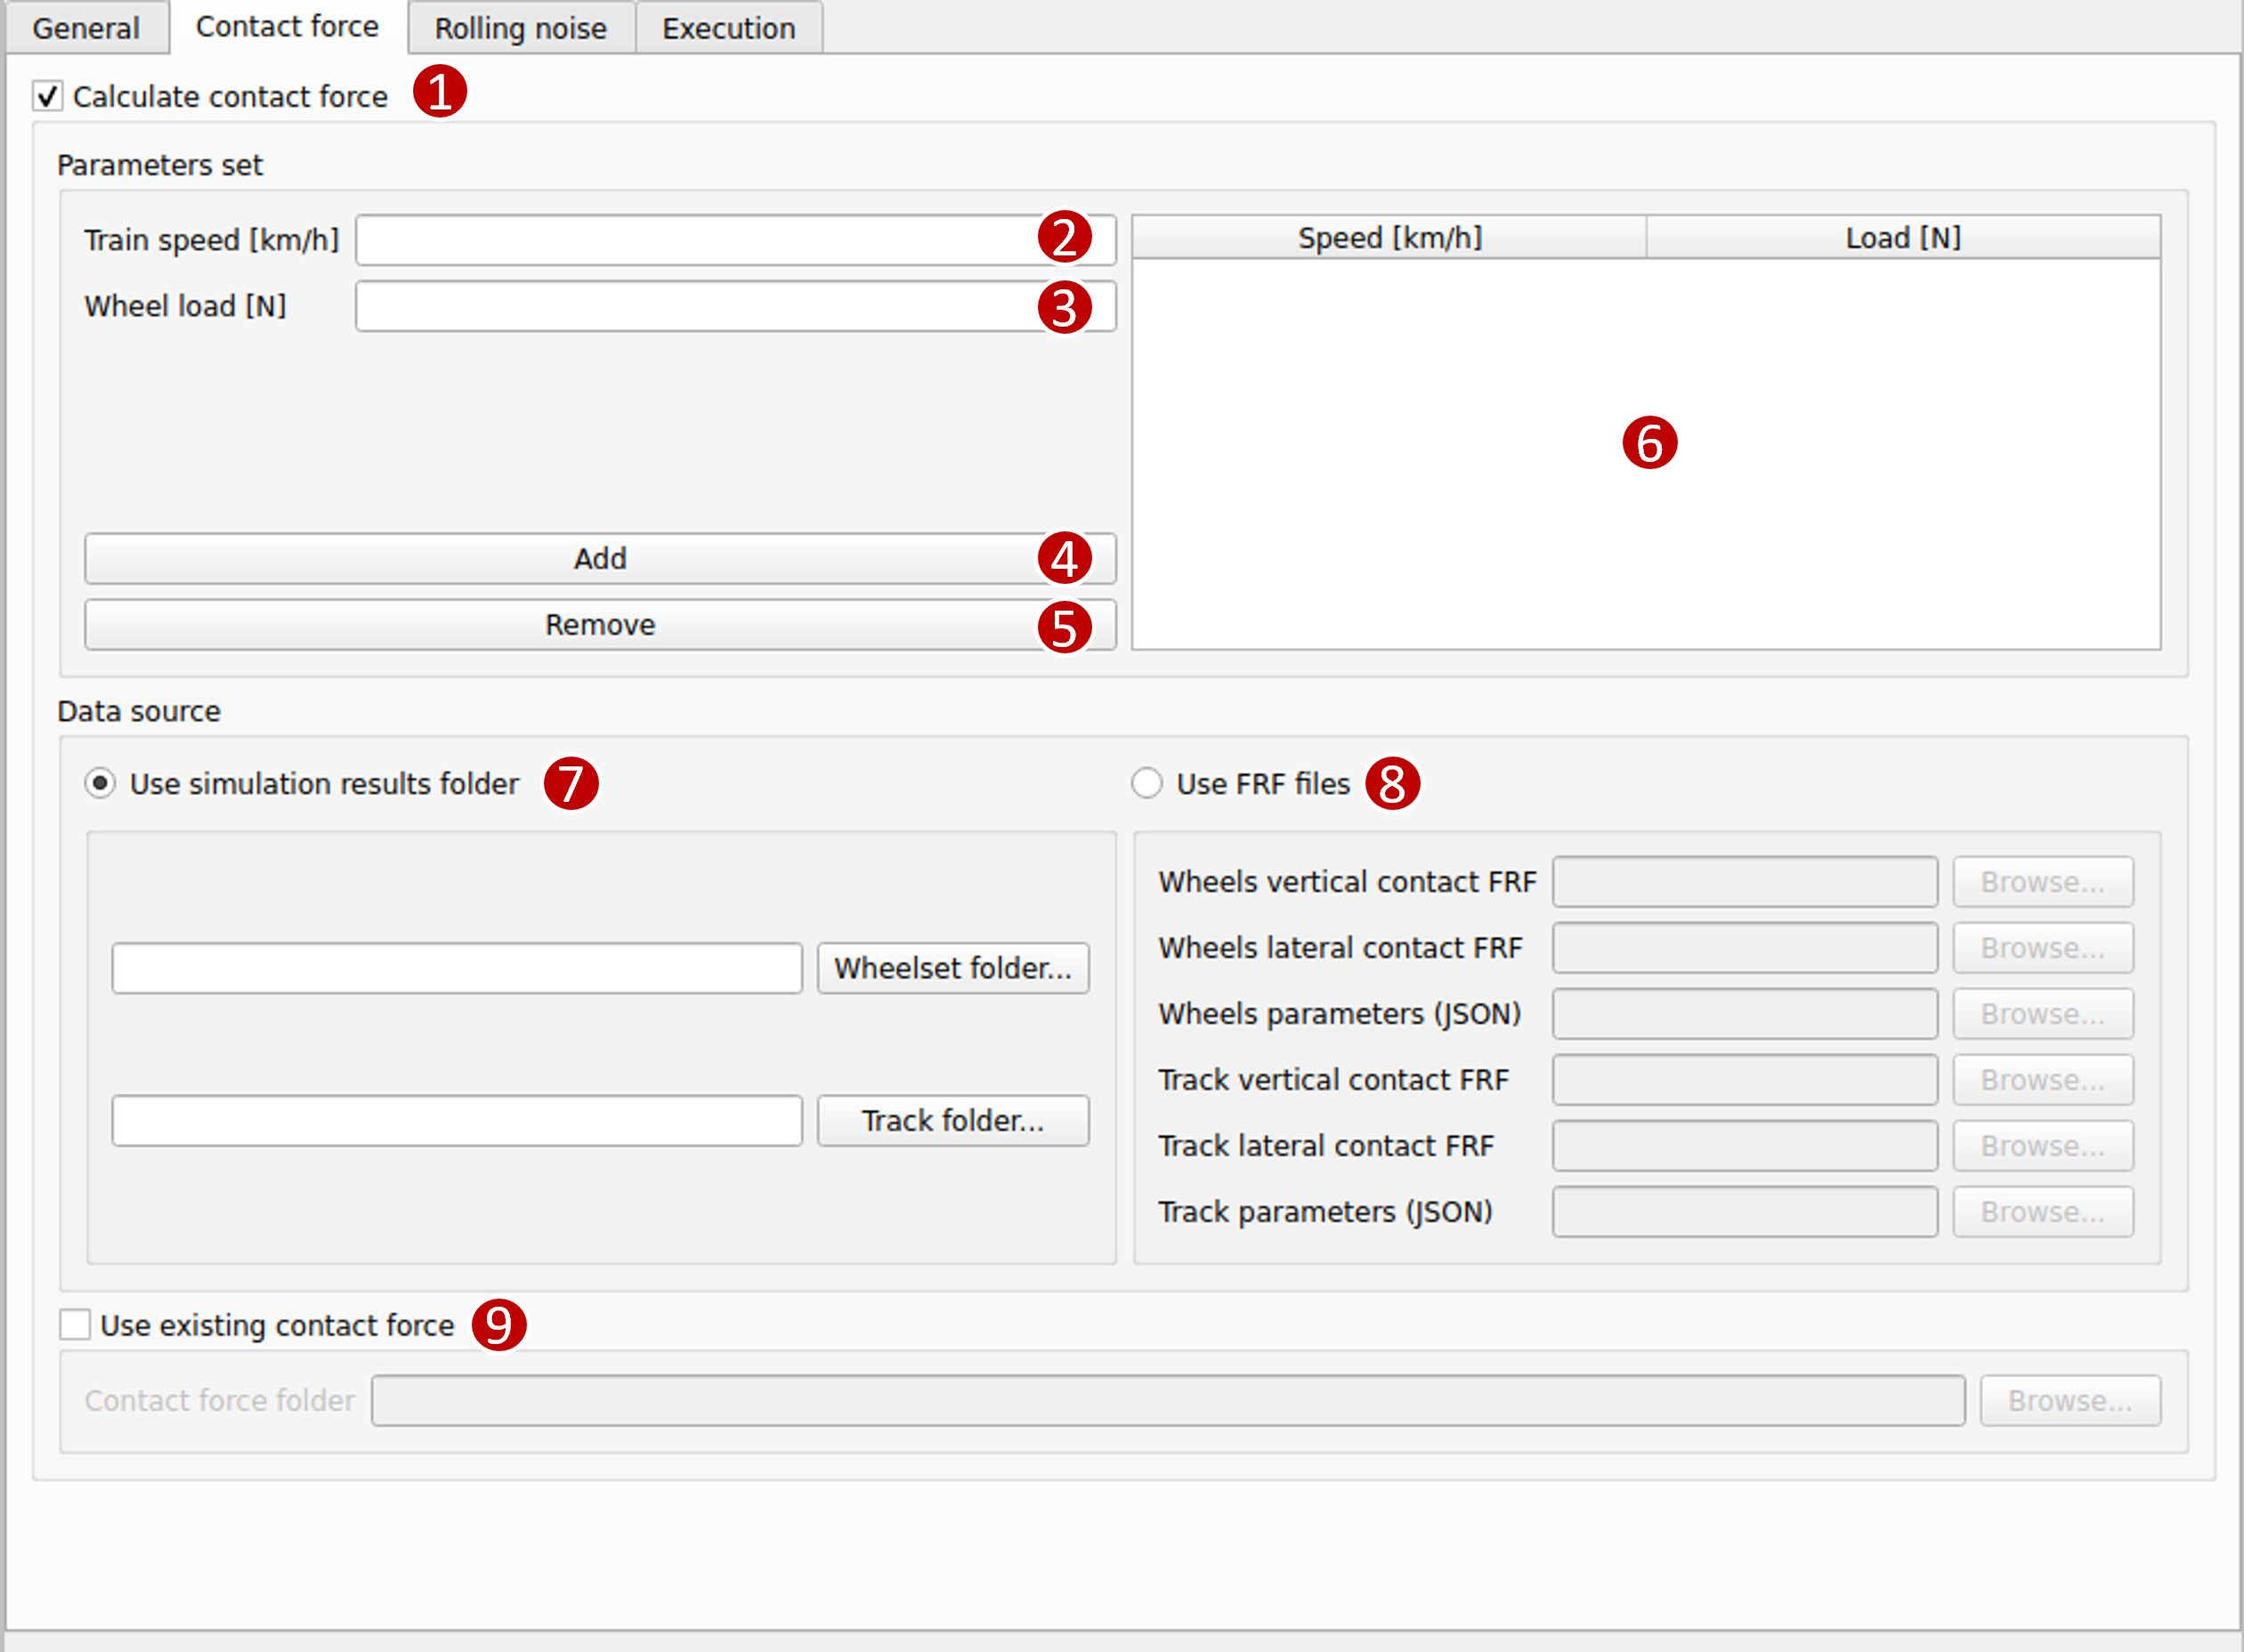 General Contact force Rolling noise Execution
Calculate contact force 1
Parameters set
Train speed [km/h] 2 Speed [km/h] Load [N]
Wheel load [N] 3
6
Add 4
Remove 5
Data source
Use simulation results folder 7 Use FRF files 8
Wheels vertical contact FRF Browse...
Wheelset folder... Wheels lateral contact FRF Browse...
Wheels parameters (JSON) Browse...
Track vertical contact FRF Browse...
Track folder... Track lateral contact FRF Browse...
Track parameters (JSON) Browse...
Use existing contact force 9
Contact force folder Browse...